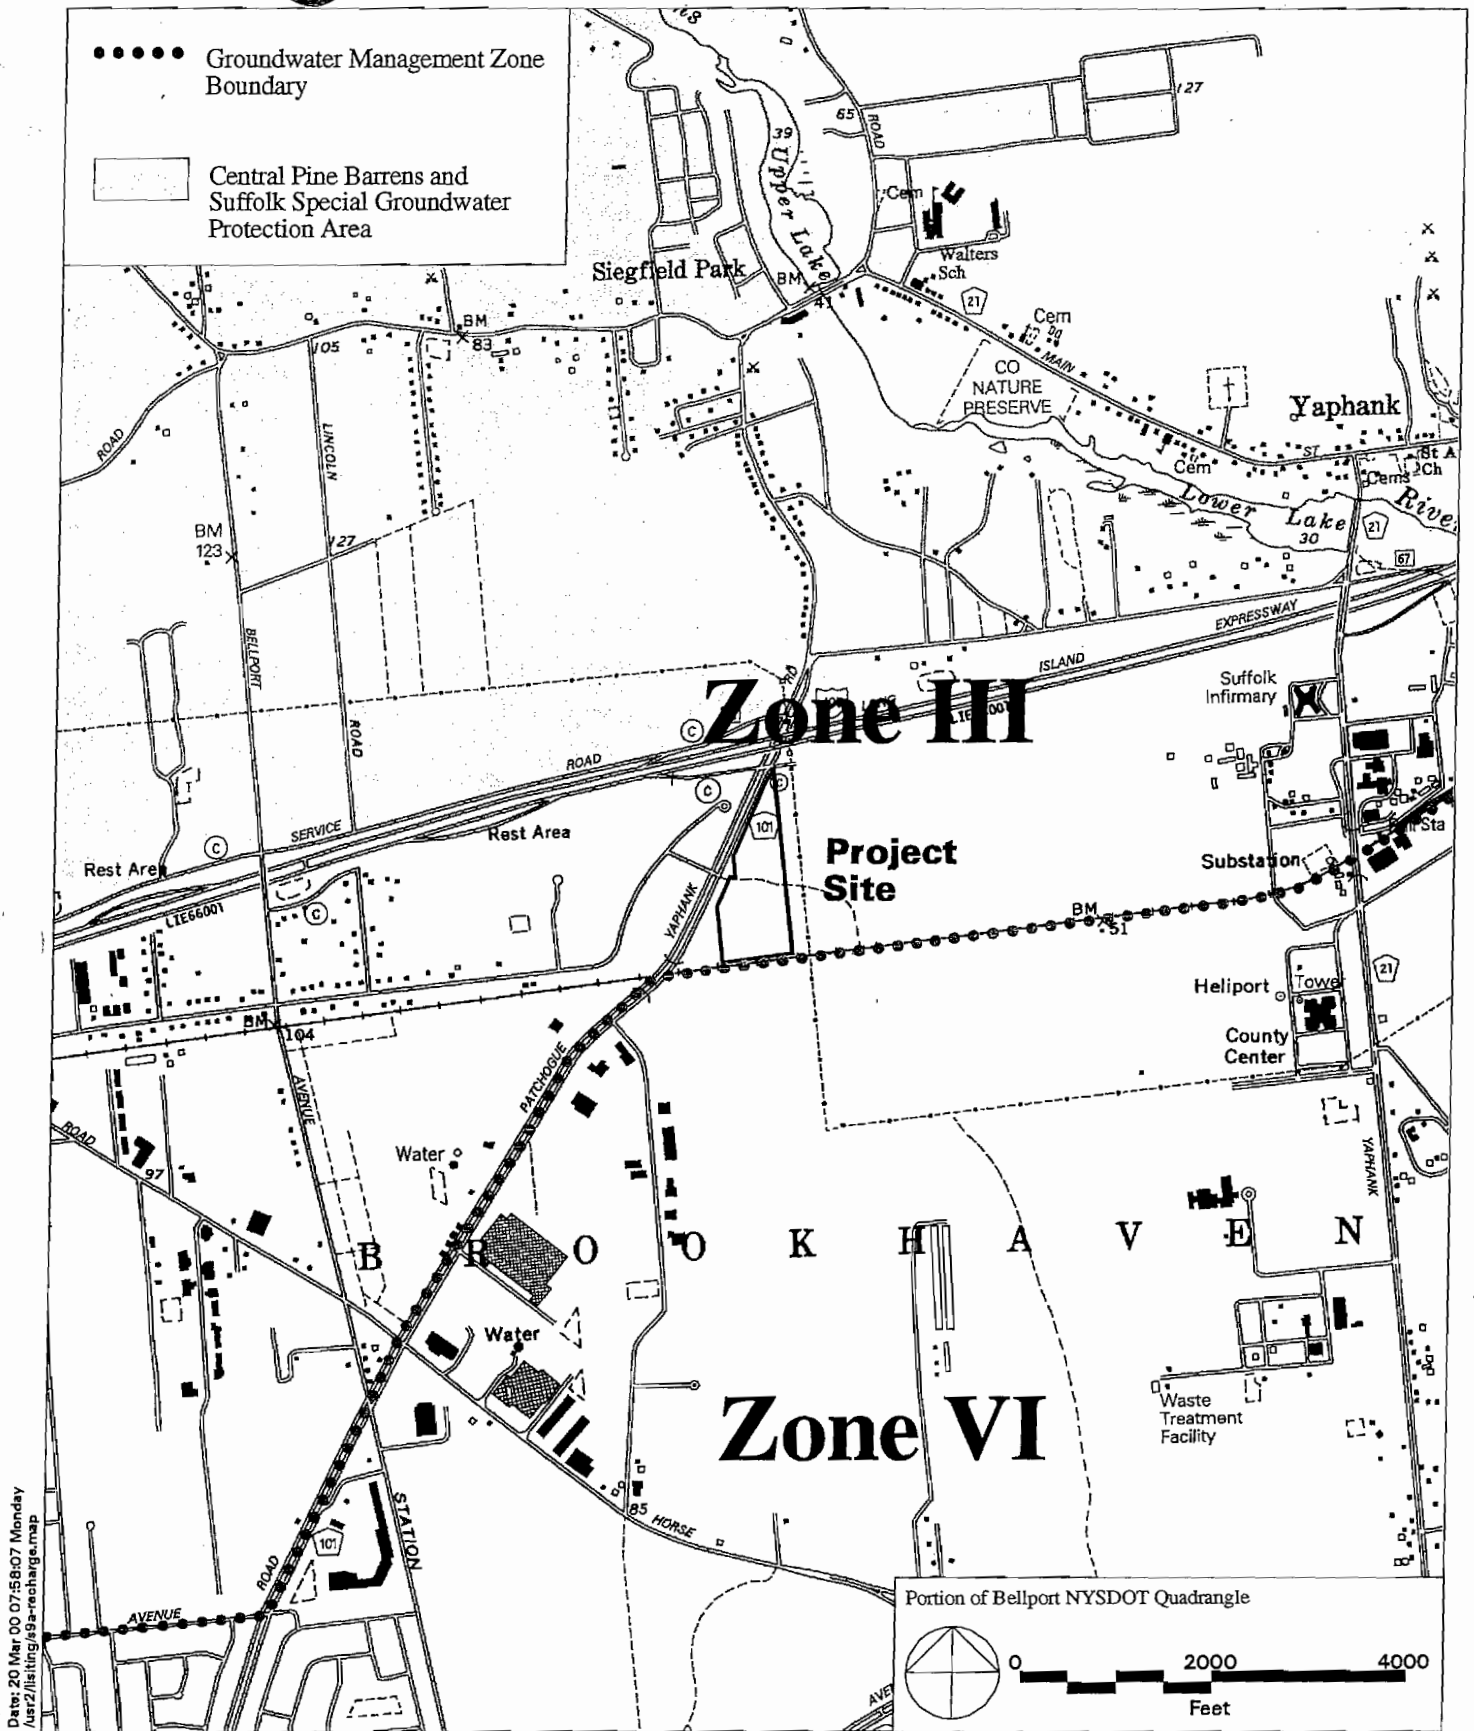 Groundwater Management Zone
Boundary
Central Pine Barrens and
Suffolk Special Groundwater
Protection Area
127
65
ROAD
39
Upper Lake
Cem
Walters
Sch
Siegfield Park
BM
41
21
Cem
MAIN
BM
83
105
CO
NATURE
PRESERVE
Yaphank
ROAD
LINCOLN
ST
St A
Ch
Cem
Cems
Lower
Lake
30
River
21
BM
123
127
67
EXPRESSWAY
BELLPORT
ISLAND
RD
Suffolk
Infirmary
Zone III
LONG
ROAD
C
ROAD
C
C
SERVICE
Rest Area
101
C
Rest Area
Project
Site
Substation
Sta
LIE66001
C
YAPHANK
BM
51
Heliport
Tower
21
BM
104
County
Center
PATCHOGUE
AVENUE
ROAD
97
Water
YAPHANK
B R O O K H A V E N
Water
Zone VI
Waste
Treatment
Facility
85
HORSE
STATION
101
ROAD
AVENUE
AVE
Date: 20 Mar 00 07:58:07 Monday
/usr2/lisiting/s9a-recharge.map
Portion of Bellport NYSDOT Quadrangle
0 2000 4000
Feet